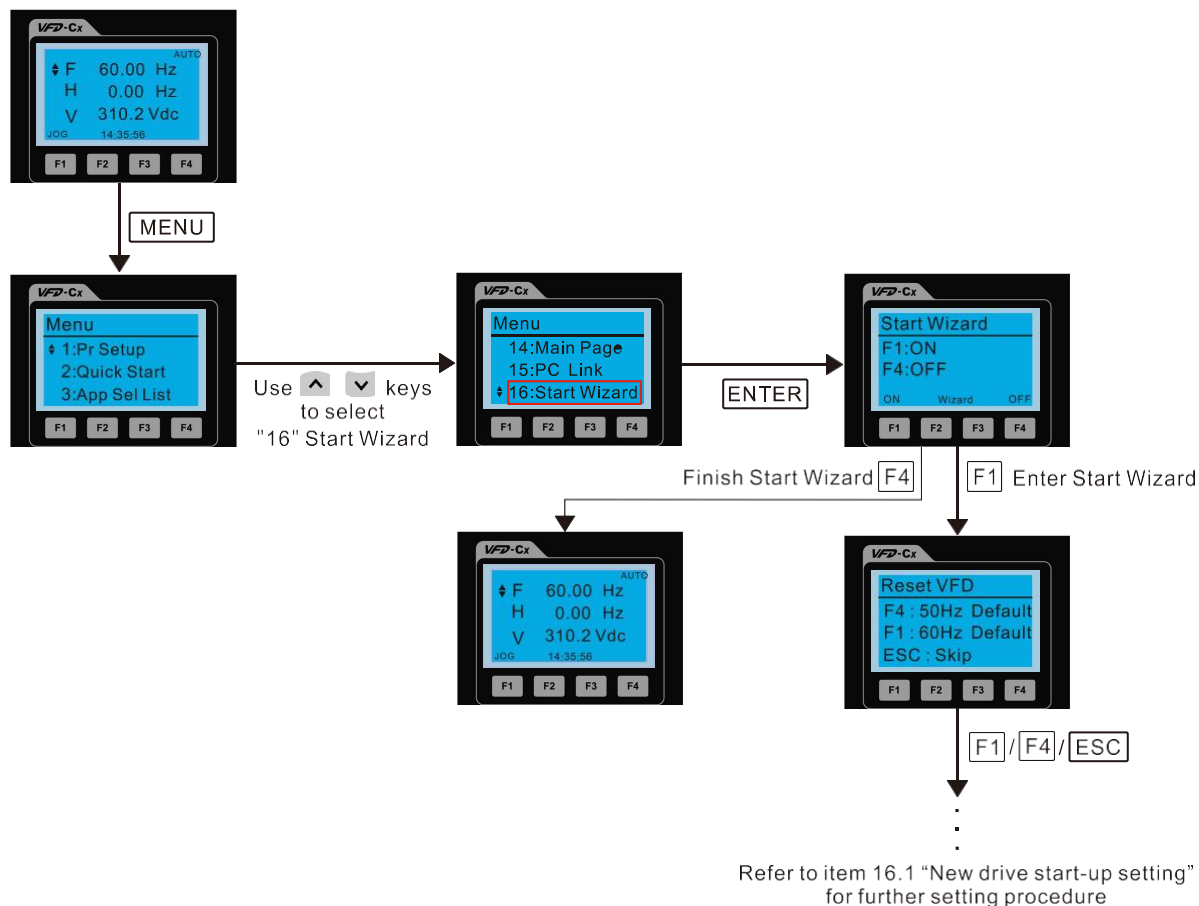 VFD-Cx
AUTO
F 60.00 Hz
H 0.00 Hz
V 310.2 Vdc
JOG 14:35:56
F1 F2 F3 F4
MENU
VFD-Cx
Menu
1:Pr Setup
2:Quick Start
3:App Sel List
F1 F2 F3 F4
Use keys
to select
"16" Start Wizard
VFD-Cx
Menu
14:Main Page
15:PC Link
16:Start Wizard
F1 F2 F3 F4
ENTER
VFD-Cx
Start Wizard
F1:ON
F4:OFF
ON Wizard OFF
F1 F2 F3 F4
Finish Start Wizard F4
F1 Enter Start Wizard
VFD-Cx
AUTO
F 60.00 Hz
H 0.00 Hz
V 310.2 Vdc
JOG 14:35:56
F1 F2 F3 F4
VFD-Cx
Reset VFD
F4 : 50Hz Default
F1 : 60Hz Default
ESC : Skip
F1 F2 F3 F4
F1 / F4 / ESC
Refer to item 16.1 “New drive start-up setting”
for further setting procedure